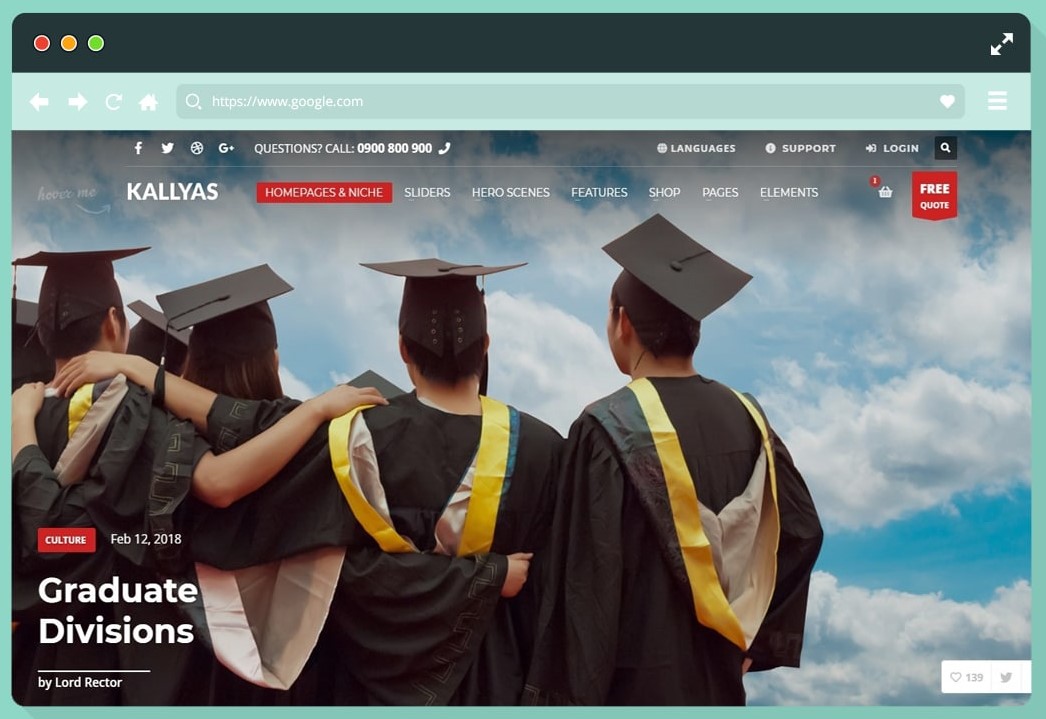 https://www.google.com
QUESTIONS? CALL: 0900 800 900
LANGUAGES
SUPPORT
LOGIN
hover me
KALLYAS
HOMEPAGES & NICHE
SLIDERS
HERO SCENES
FEATURES
SHOP
PAGES
ELEMENTS
1
FREE
QUOTE
CULTURE
Feb 12, 2018
Graduate
Divisions
by Lord Rector
139